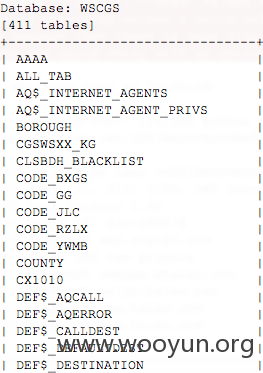 Database: WSCGS
[411 tables]
+---------------------------------+
| AAAA
| ALL_TAB
| AQ$_INTERNET_AGENTS
| AQ$_INTERNET_AGENT_PRIVS
| BOROUGH
| CGSWSXX_KG
| CLSBDH_BLACKLIST
| CODE_BXGS
| CODE_GG
| CODE_JLC
| CODE_RZLX
| CODE_YWMB
| COUNTY
| CX1010
| DEF$_AQCALL
| DEF$_AQERROR
| DEF$_CALLDEST
| DEF$_DEFAULTDEST
| DEF$_DESTINATION
www.wooyun.org